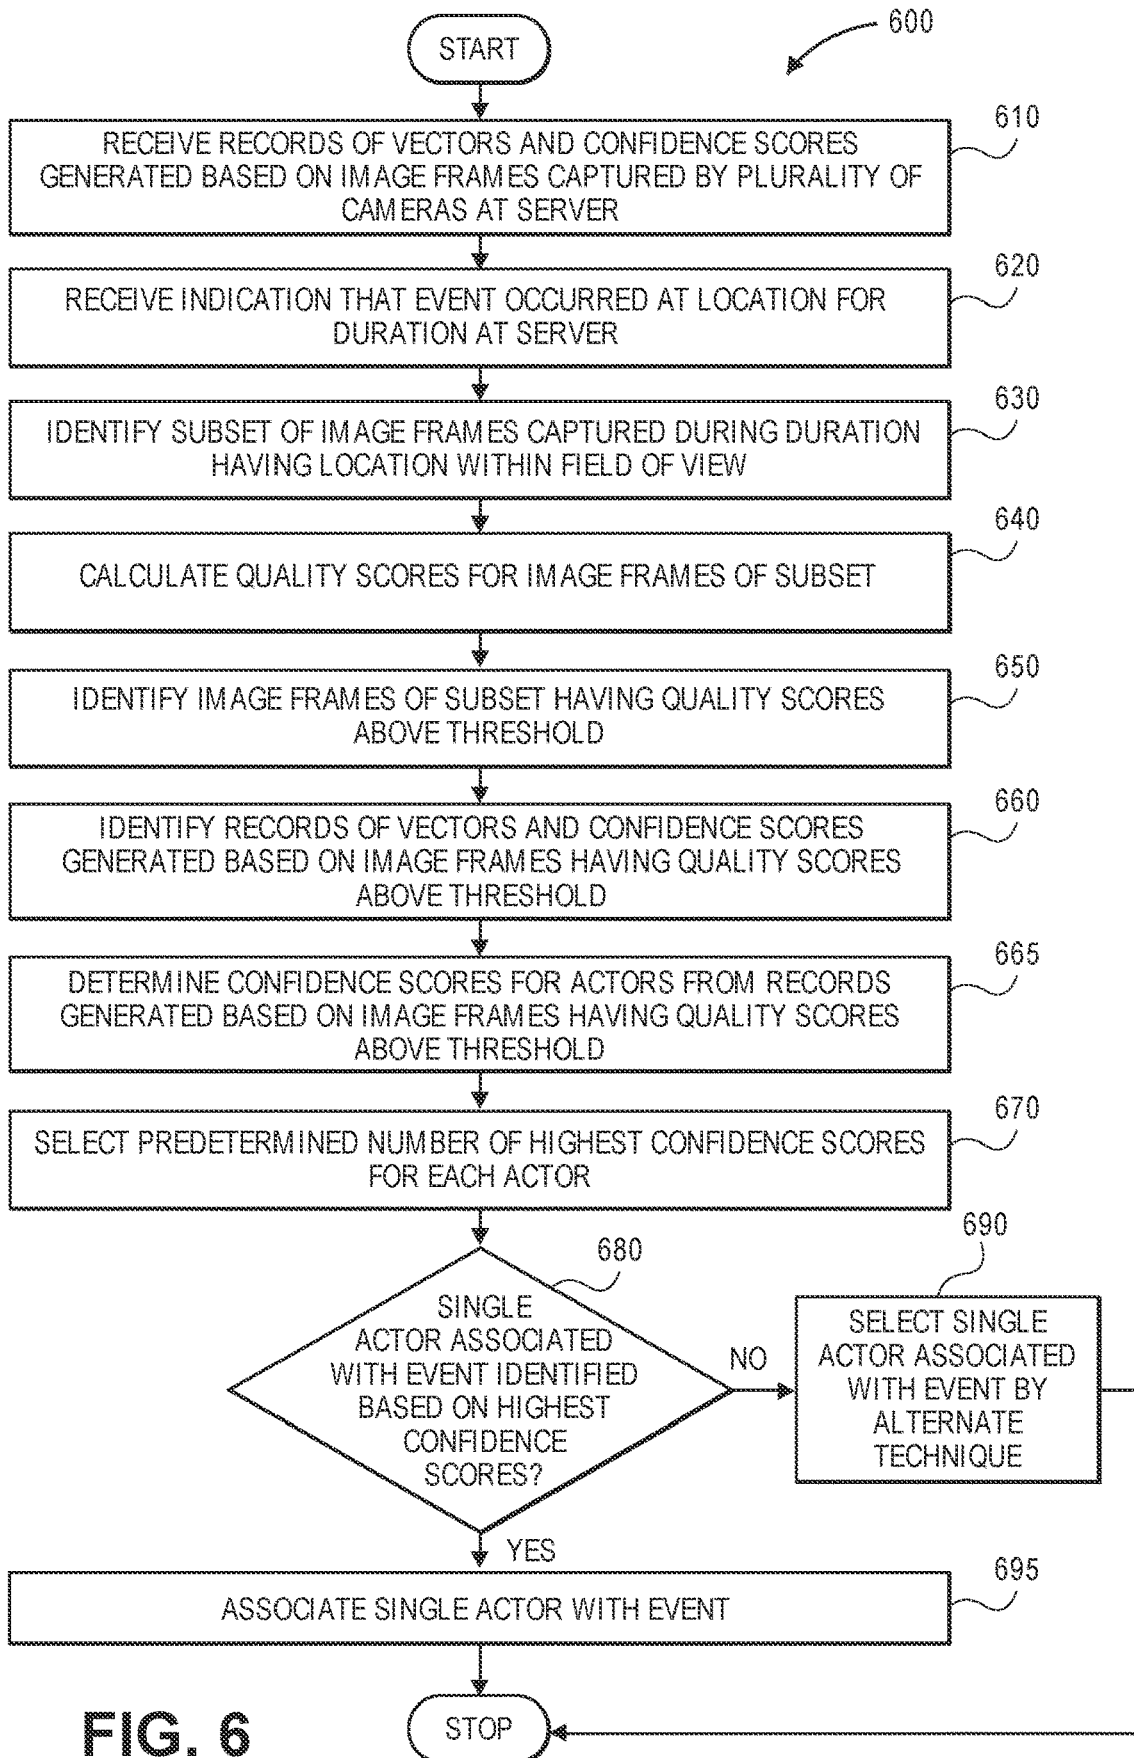 600
START
610
RECEIVE RECORDS OF VECTORS AND CONFIDENCE SCORES
GENERATED BASED ON IMAGE FRAMES CAPTURED BY PLURALITY OF
CAMERAS AT SERVER
620
RECEIVE INDICATION THAT EVENT OCCURRED AT LOCATION FOR
DURATION AT SERVER
630
IDENTIFY SUBSET OF IMAGE FRAMES CAPTURED DURING DURATION
HAVING LOCATION WITHIN FIELD OF VIEW
640
CALCULATE QUALITY SCORES FOR IMAGE FRAMES OF SUBSET
650
IDENTIFY IMAGE FRAMES OF SUBSET HAVING QUALITY SCORES
ABOVE THRESHOLD
660
IDENTIFY RECORDS OF VECTORS AND CONFIDENCE SCORES
GENERATED BASED ON IMAGE FRAMES HAVING QUALITY SCORES
ABOVE THRESHOLD
665
DETERMINE CONFIDENCE SCORES FOR ACTORS FROM RECORDS
GENERATED BASED ON IMAGE FRAMES HAVING QUALITY SCORES
ABOVE THRESHOLD
670
SELECT PREDETERMINED NUMBER OF HIGHEST CONFIDENCE SCORES
FOR EACH ACTOR
680
SINGLE
ACTOR ASSOCIATED
WITH EVENT IDENTIFIED
BASED ON HIGHEST
CONFIDENCE
SCORES?
NO
690
SELECT SINGLE
ACTOR ASSOCIATED
WITH EVENT BY
ALTERNATE
TECHNIQUE
YES
695
ASSOCIATE SINGLE ACTOR WITH EVENT
STOP
FIG. 6